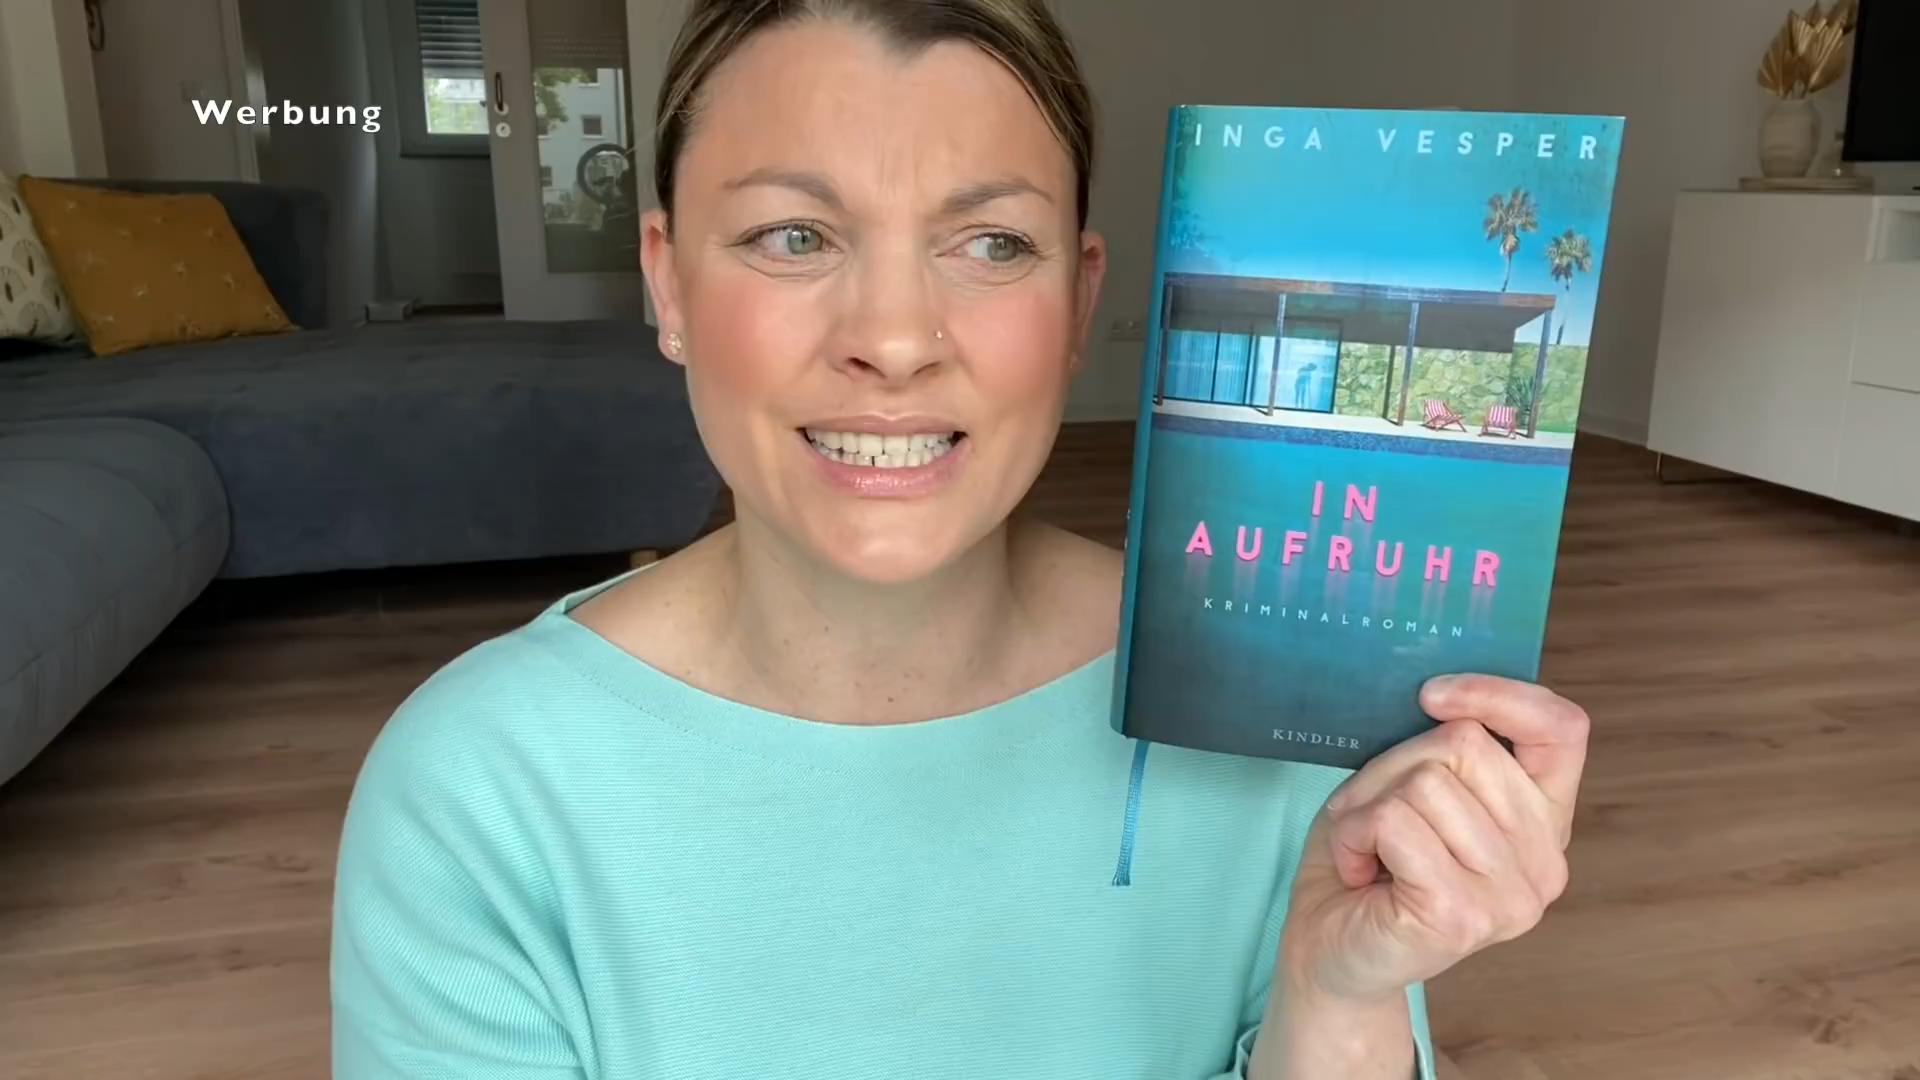 Werbung
INGA VESPER
IN
AUFRUHR
KRIMINALROMAN
KINDLER